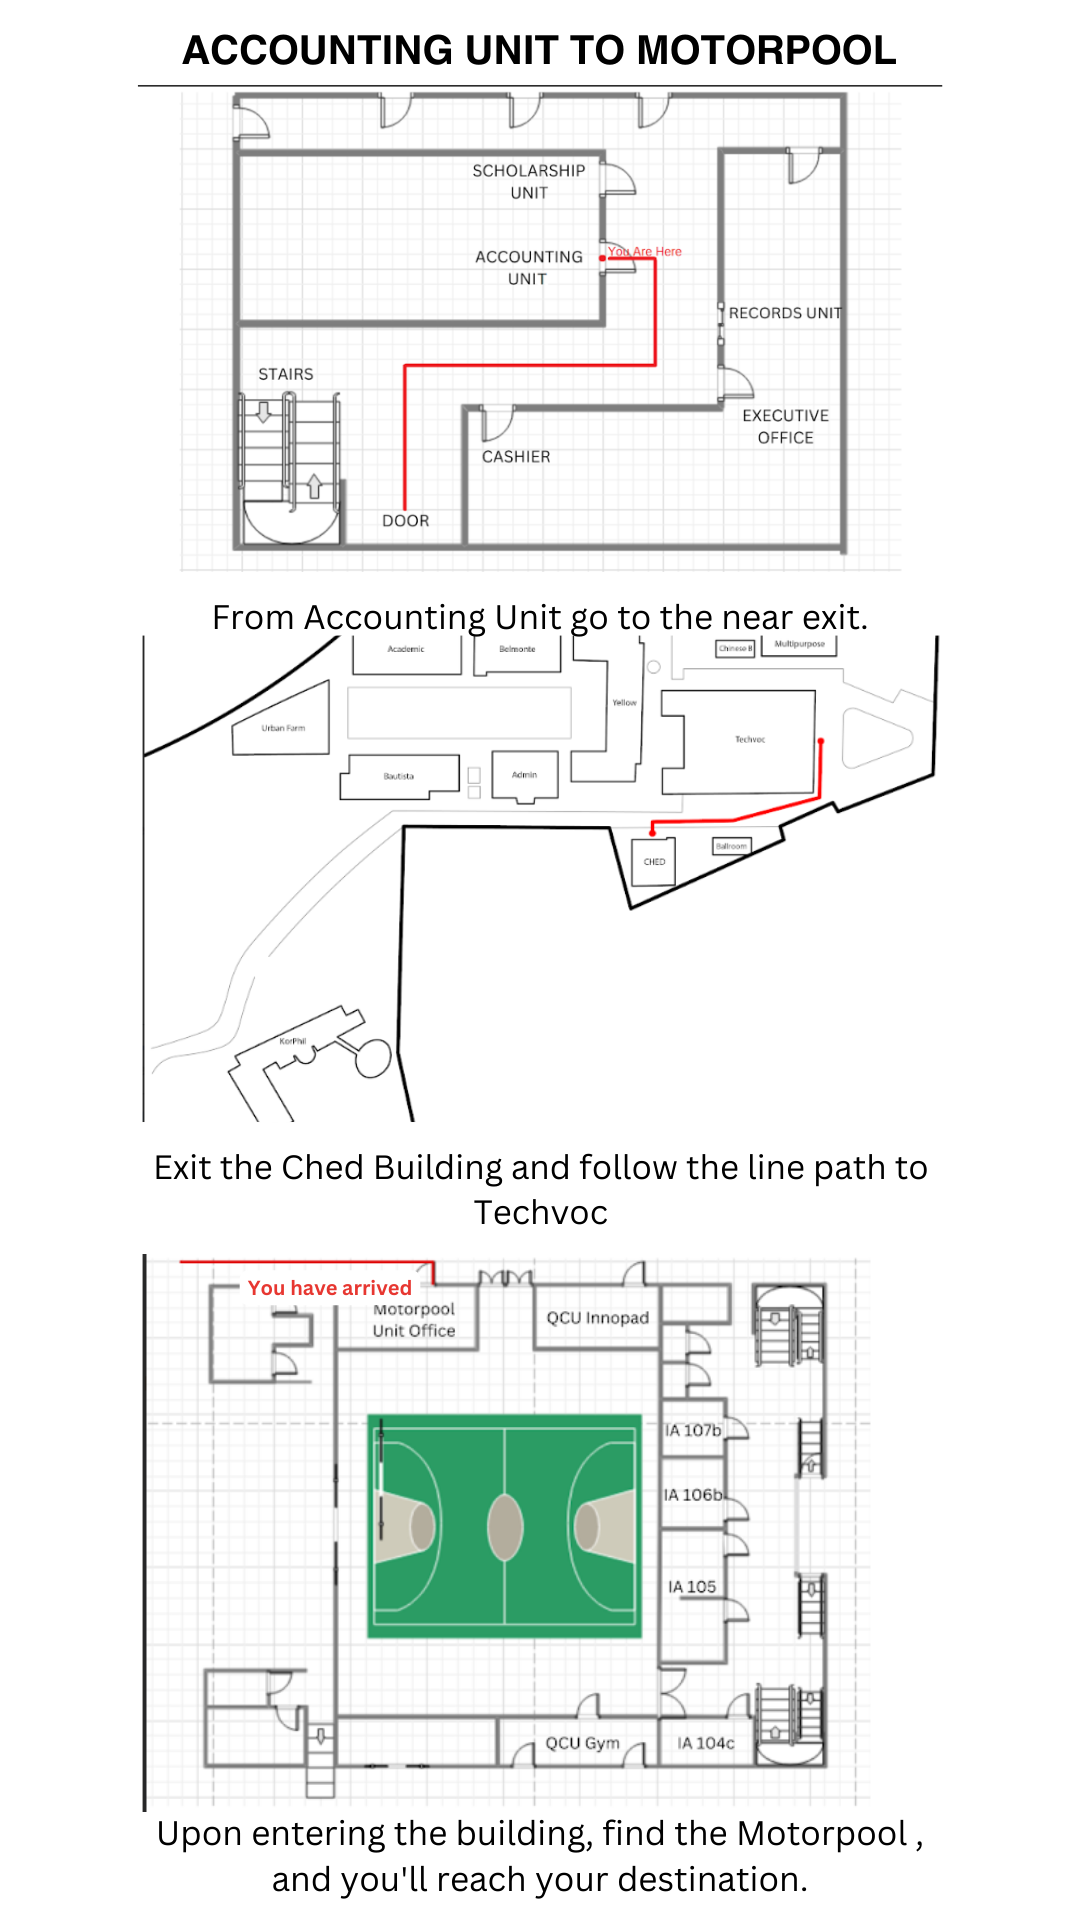 ACCOUNTING UNIT TO MOTORPOOL
SCHOLARSHIP
UNIT
You Are Here
ACCOUNTING
UNIT
RECORDS UNIT
STAIRS
EXECUTIVE
OFFICE
CASHIER
DOOR
From Accounting Unit go to the near exit.
Academic
Belmonte
Chinese B
Multipurpose
Yellow
Urban Farm
Techvoc
Bautista
Admin
CHED
Ballroom
KorPhil
Exit the Ched Building and follow the line path to
Techvoc
You have arrived
Motorpool
Unit Office
QCU Innopad
IA 107b
IA 106b
IA 105
QCU Gym
IA 104c
Upon entering the building, find the Motorpool ,
and you'll reach your destination.